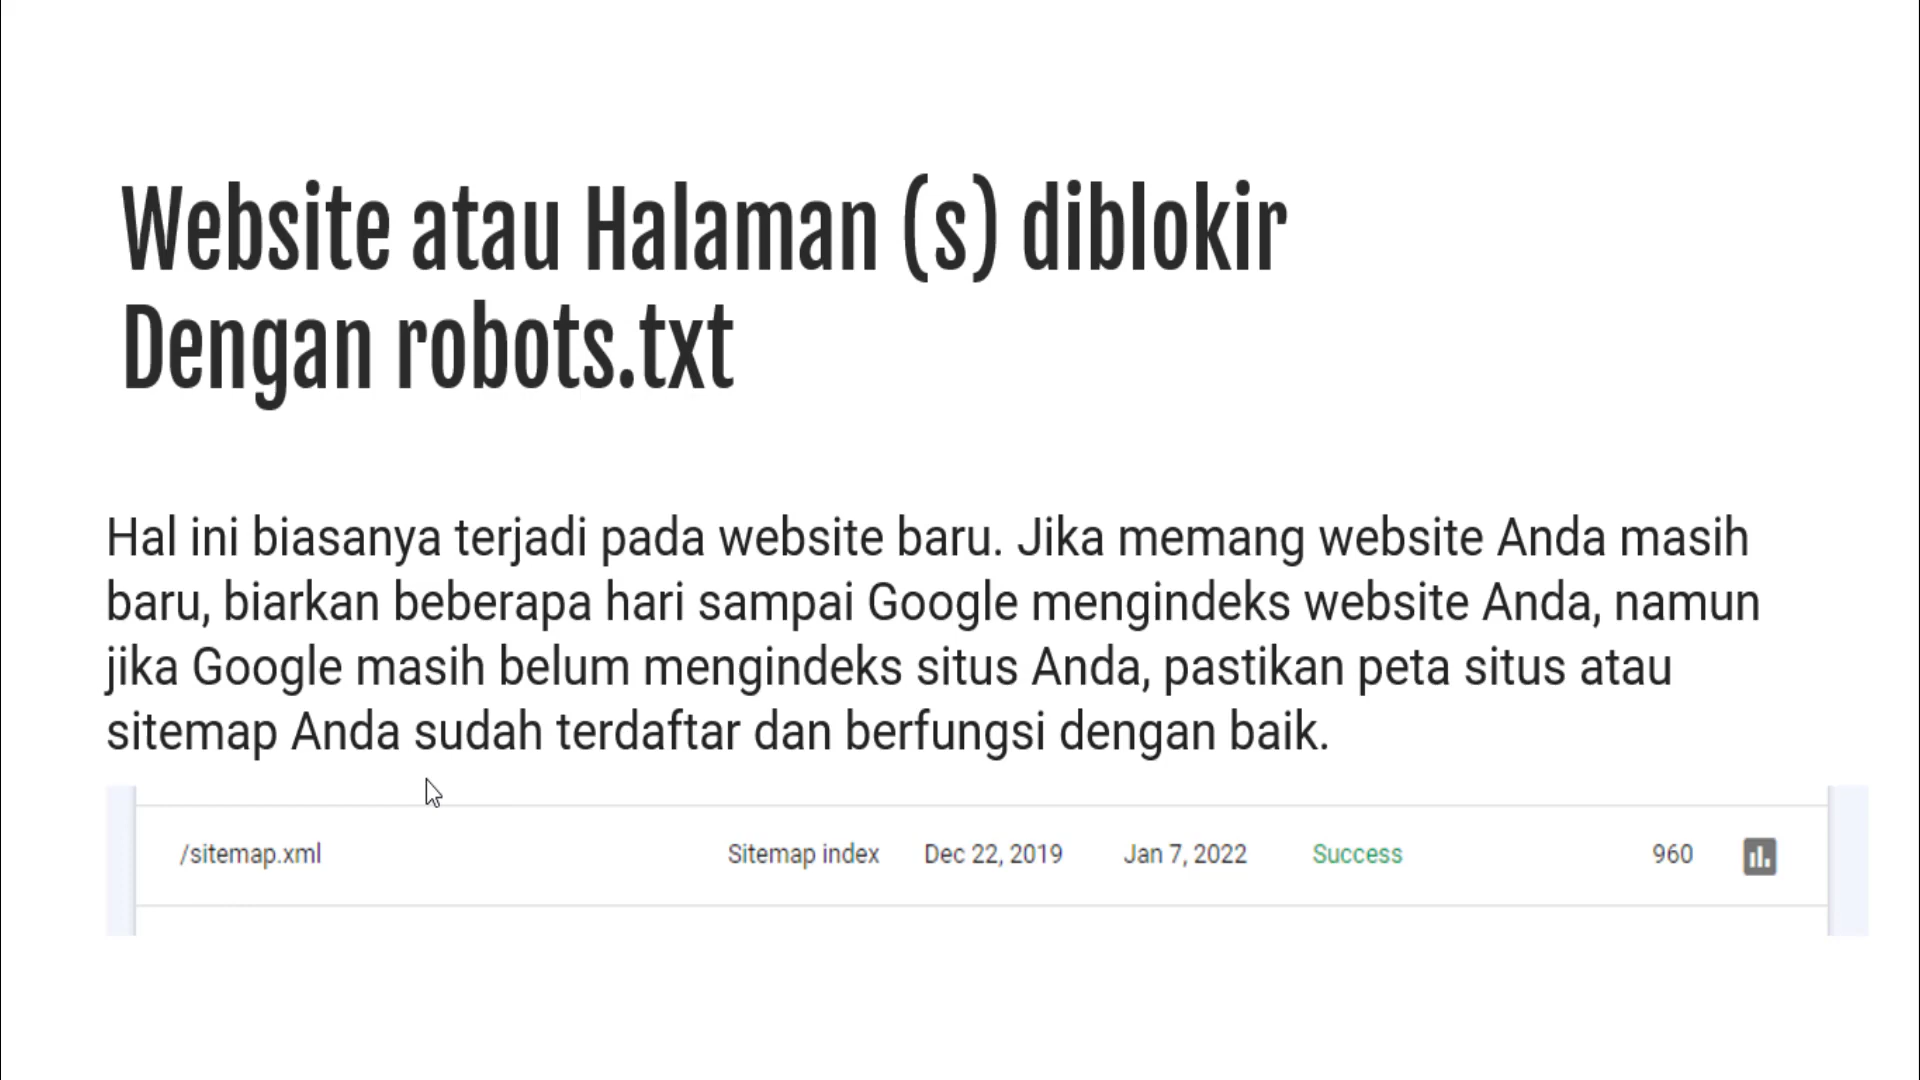 Website atau Halaman (s) diblokir
Dengan robots.txt
Hal ini biasanya terjadi pada website baru. Jika memang website Anda masih
baru, biarkan beberapa hari sampai Google mengindeks website Anda, namun
jika Google masih belum mengindeks situs Anda, pastikan peta situs atau
sitemap Anda sudah terdaftar dan berfungsi dengan baik.
/sitemap.xml Sitemap index Dec 22, 2019 Jan 7, 2022 Success 960